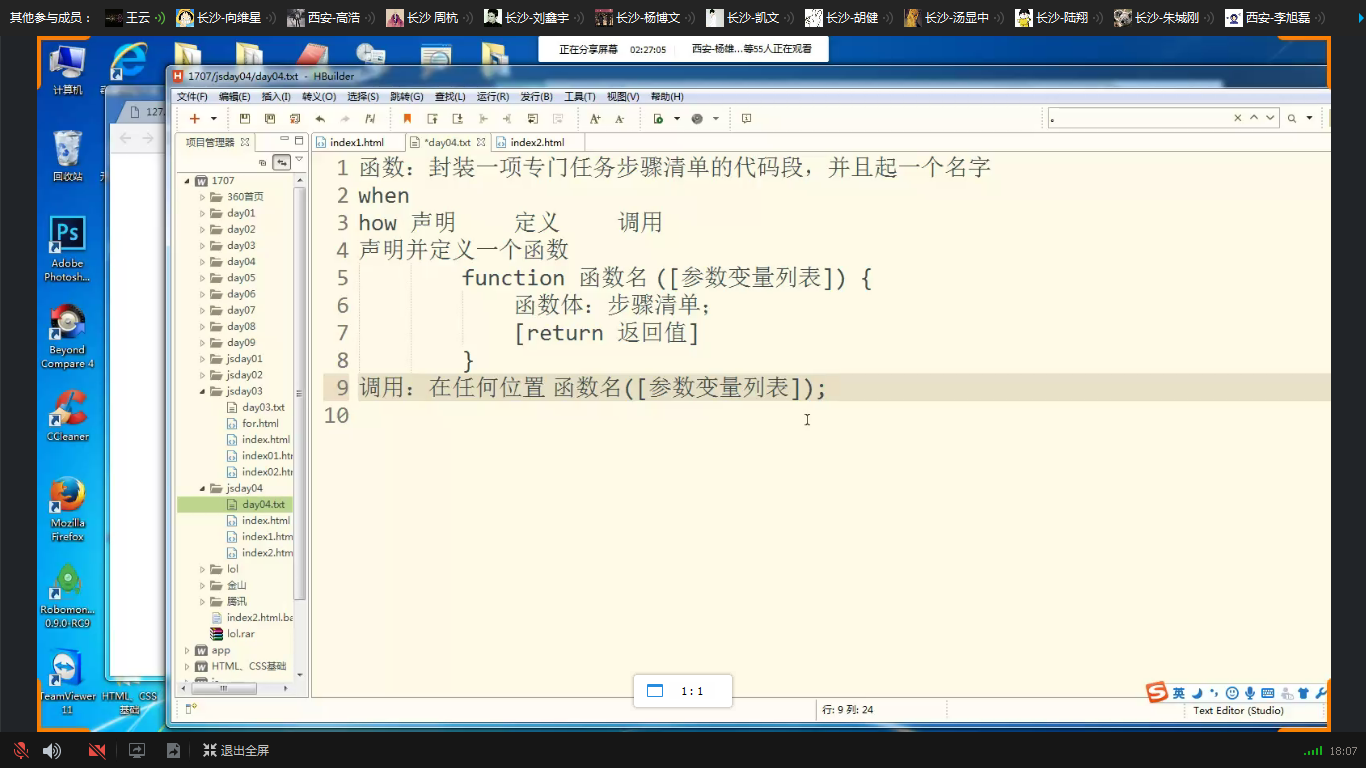 其他参与成员：
王云
长沙-向维星
西安-高浩
长沙 周杭
长沙-刘鑫宇
长沙-杨博文
长沙-凯文
长沙-胡健
长沙-汤显中
长沙-陆翔
长沙-朱城刚
西安-李旭磊
正在分享屏幕 02:27:05 西安-杨雄...等55人正在观看
计算机
回收站
Adobe
Photosh...
Beyond
Compare 4
CCleaner
Mozilla
Firefox
Robomon...
0.9.0-RC9
TeamViewer
11
HTML、CSS
基础
127.
1707/jsday04/day04.txt - HBuilder
文件(F) 编辑(E) 插入(I) 转义(O) 选择(S) 跳转(G) 查找(L) 运行(R) 发行(B) 工具(T) 视图(V) 帮助(H)
项目管理器
index1.html
*day04.txt
index2.html
1707
360首页
day01
day02
day03
day04
day05
day06
day07
day08
day09
jsday01
jsday02
jsday03
day03.txt
for.html
index.html
index01.htm
index02.htm
jsday04
day04.txt
index.html
index1.htm
index2.htm
lol
金山
腾讯
index2.html.ba
lol.rar
app
HTML、CSS基础
1 函数：封装一项专门任务步骤清单的代码段，并且起一个名字
2 when
3 how 声明 定义 调用
4 声明并定义一个函数
5 function 函数名 ([参数变量列表]) {
6 函数体：步骤清单；
7 [return 返回值]
8 }
9 调用：在任何位置 函数名([参数变量列表]);
10
1:1
行: 9 列: 24
英
Text Editor (Studio)
退出全屏
18:07